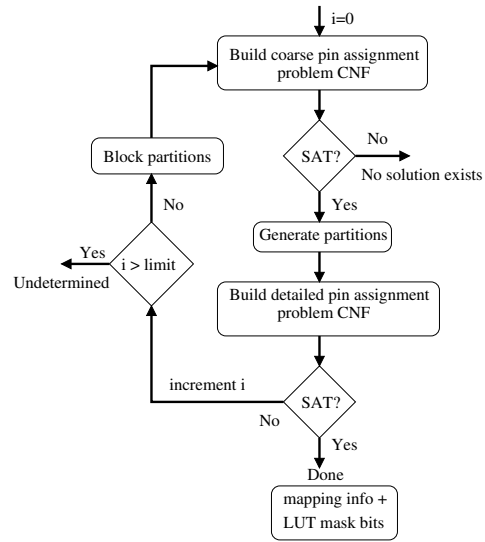 i=0
Build coarse pin assignment
problem CNF
No
SAT?
Block partitions
No solution exists
Yes
No
Generate partitions
Yes
i > limit
Undetermined
Build detailed pin assignment
problem CNF
increment i
SAT?
No
Yes
Done
mapping info +
LUT mask bits